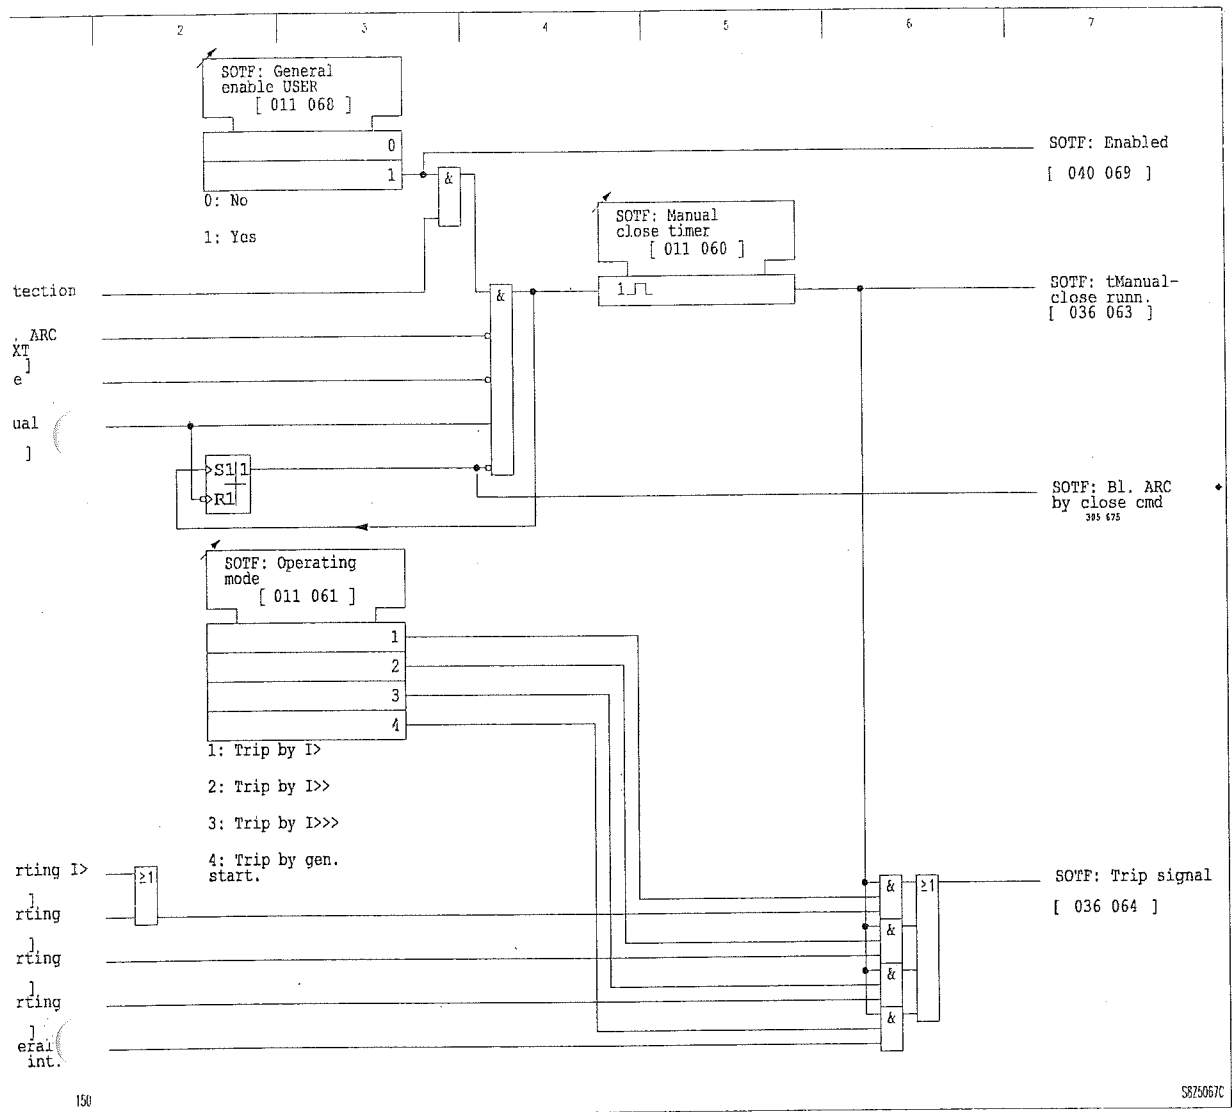 2 3 4 5 6 7
SOTF: General
enable USER
[ 011 068 ]
0
1
0: No
1: Yes
&
SOTF: Enabled
[ 040 069 ]
SOTF: Manual
close timer
[ 011 060 ]
1
tection
SOTF: tManual-
close runn.
[ 036 063 ]
&
, ARC
XT
]
e
ual
]
S1 1
R1
SOTF: Bl. ARC
by close cmd
305 675
SOTF: Operating
mode
[ 011 061 ]
1
2
3
4
1: Trip by I>
2: Trip by I>>
3: Trip by I>>>
4: Trip by gen.
start.
rting I>
≥1
]
rting
]
rting
]
rting
]
eral
int.
&
&
&
&
≥1
SOTF: Trip signal
[ 036 064 ]
150
S8Z5067C